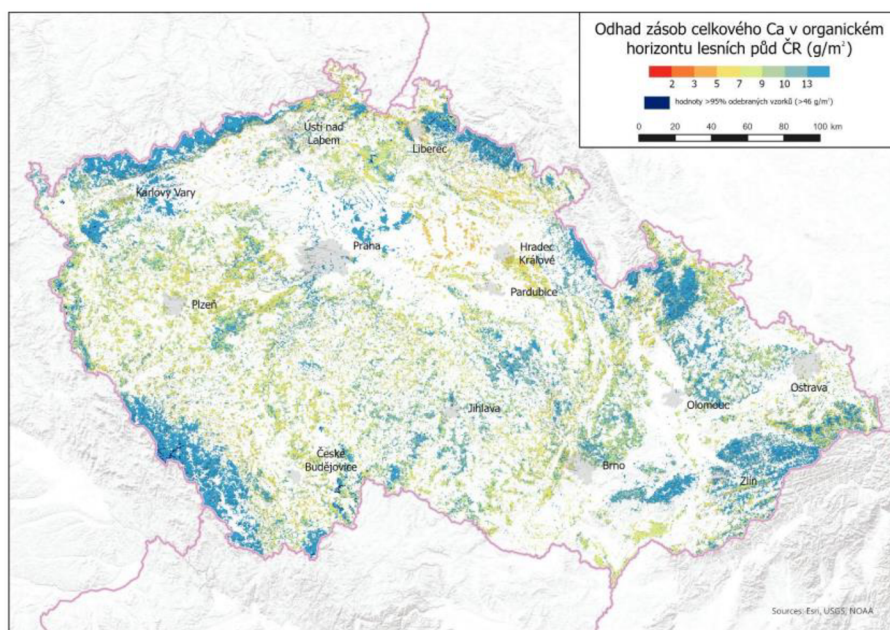 Odhad zásob celkového Ca v organickém
horizontu lesních půd ČR (g/m²)
2 3 5 7 9 10 13
hodnoty >95% odebraných vzorků (>46 g/m²)
0 20 40 60 80 100 km
Ústí nad
Labem
Liberec
Karlovy Vary
Praha
Hradec
Králové
Pardubice
Plzeň
Ostrava
Olomouc
Jihlava
České
Budějovice
Brno
Zlín
Sources: Esri, USGS, NOAA